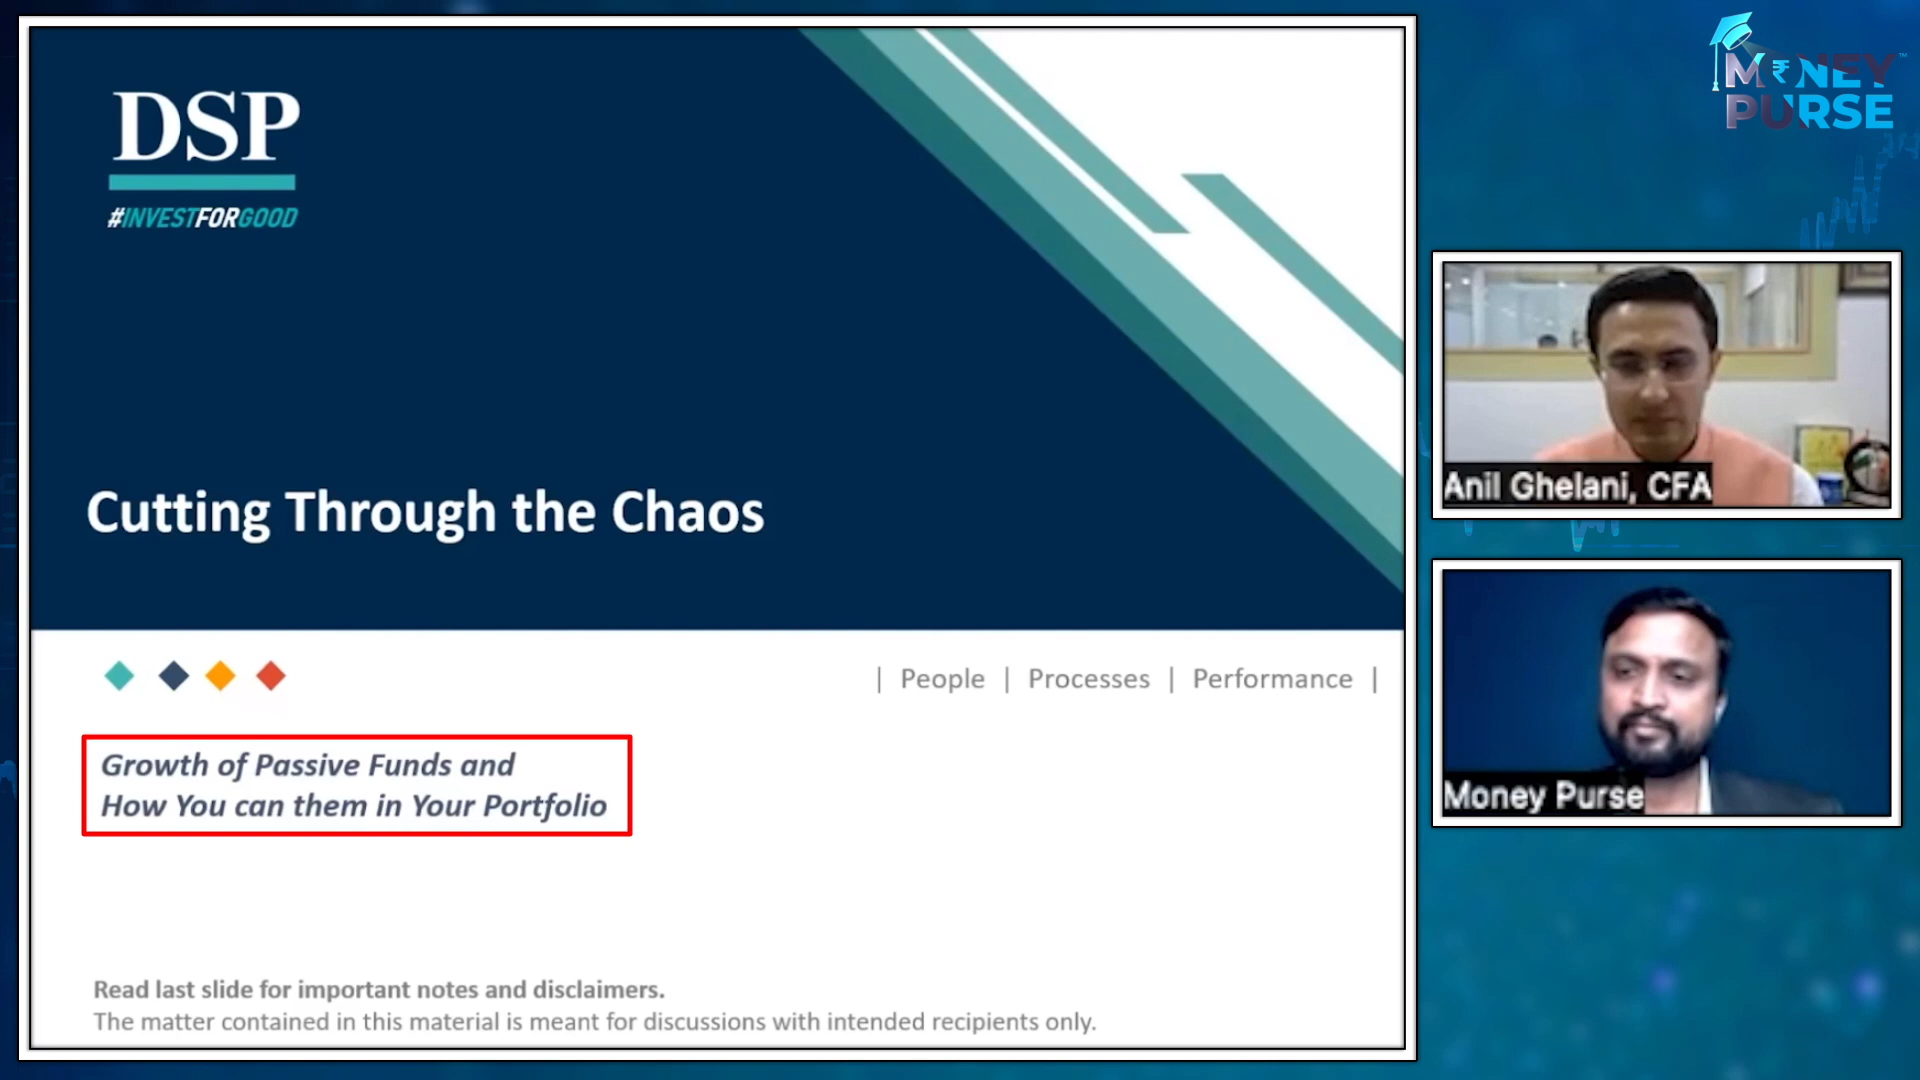 DSP
#INVESTFORGOOD
Cutting Through the Chaos
| People | Processes | Performance |
Growth of Passive Funds and
How You can them in Your Portfolio
Read last slide for important notes and disclaimers.
The matter contained in this material is meant for discussions with intended recipients only.
MONEY
PURSE
Anil Ghelani, CFA
Money Purse